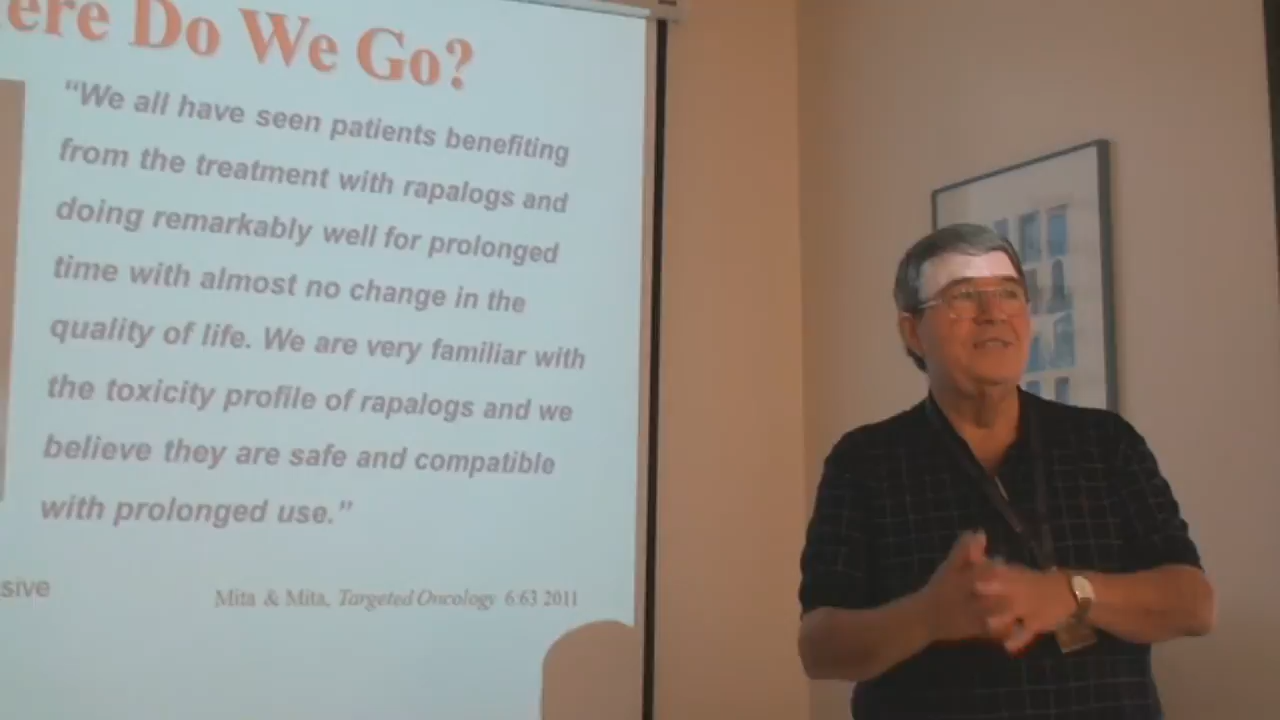 ere Do We Go?
“We all have seen patients benefiting
from the treatment with rapalogs and
doing remarkably well for prolonged
time with almost no change in the
quality of life. We are very familiar with
the toxicity profile of rapalogs and we
believe they are safe and compatible
with prolonged use.”
sive
Mita & Mita, Targeted Oncology 6:63 2011